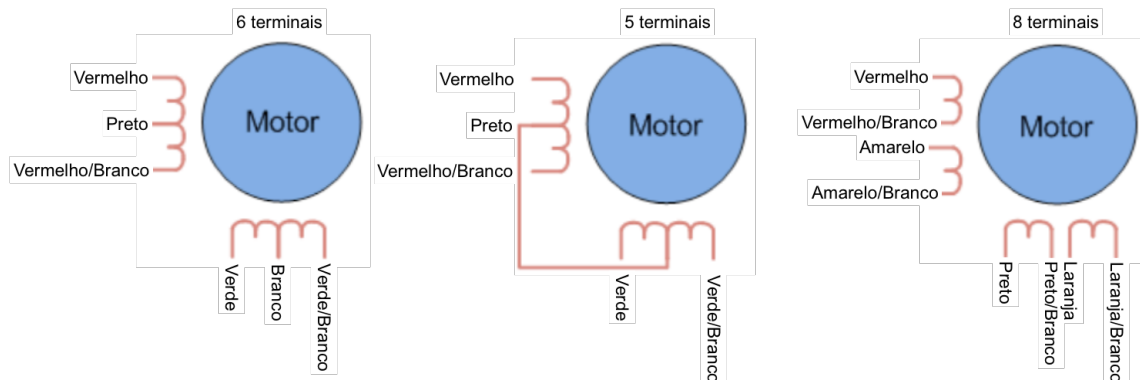 6 terminais
Vermelho
Preto
Vermelho/Branco
Motor
Verde
Branco
Verde/Branco
5 terminais
Vermelho
Preto
Vermelho/Branco
Motor
Verde
Verde/Branco
8 terminais
Vermelho
Vermelho/Branco
Amarelo
Amarelo/Branco
Motor
Preto
Preto/Branco
Laranja
Laranja/Branco